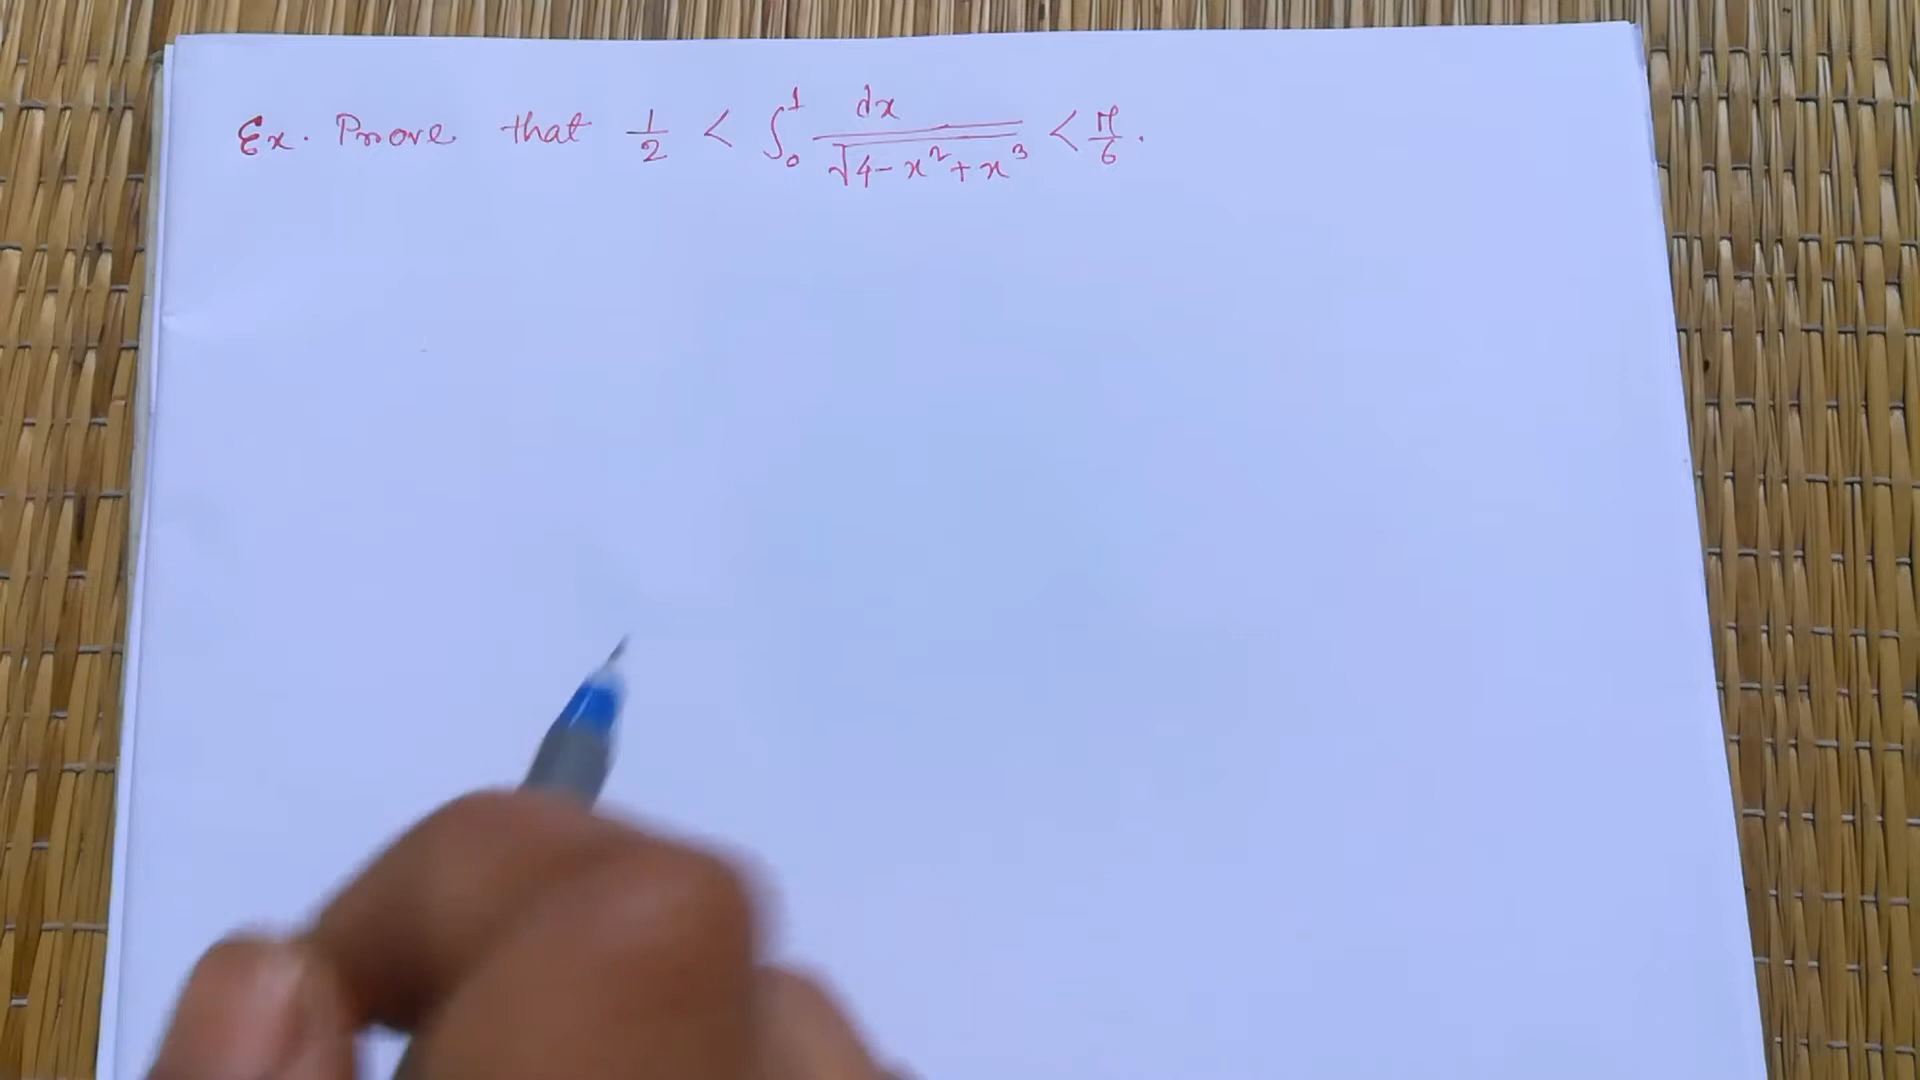 Ex. Prove that 1/2 < ∫₀¹ dx/√(4-x²+x³) < π/6.